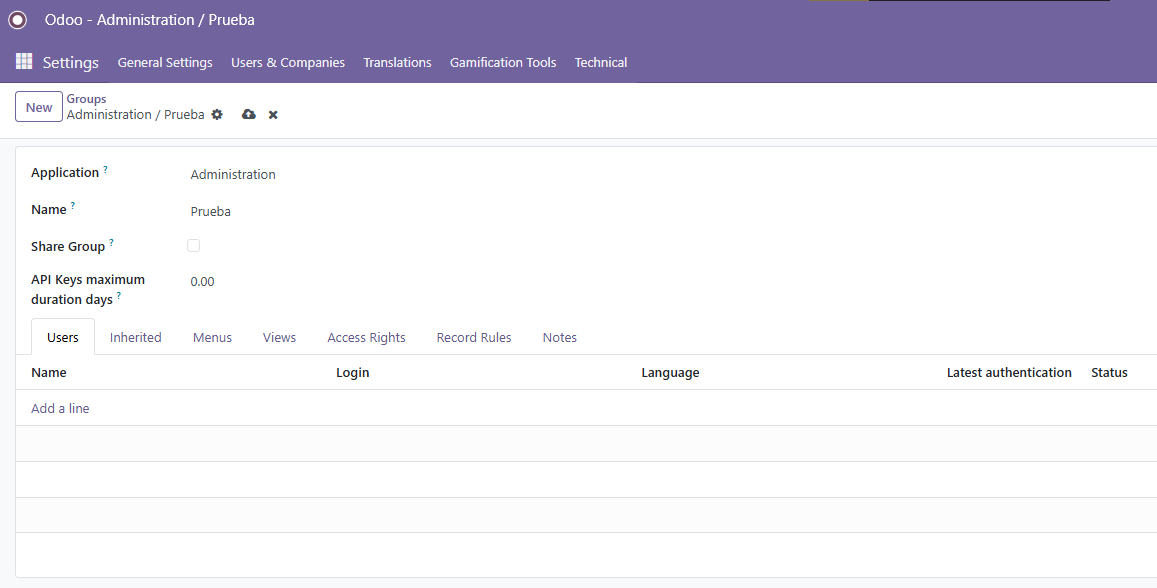 Odoo - Administration / Prueba
Settings General Settings Users & Companies Translations Gamification Tools Technical
New Groups
Administration / Prueba
Application ? Administration
Name ? Prueba
Share Group ?
API Keys maximum duration days ? 0.00
Users Inherited Menus Views Access Rights Record Rules Notes
Name Login Language Latest authentication Status
Add a line